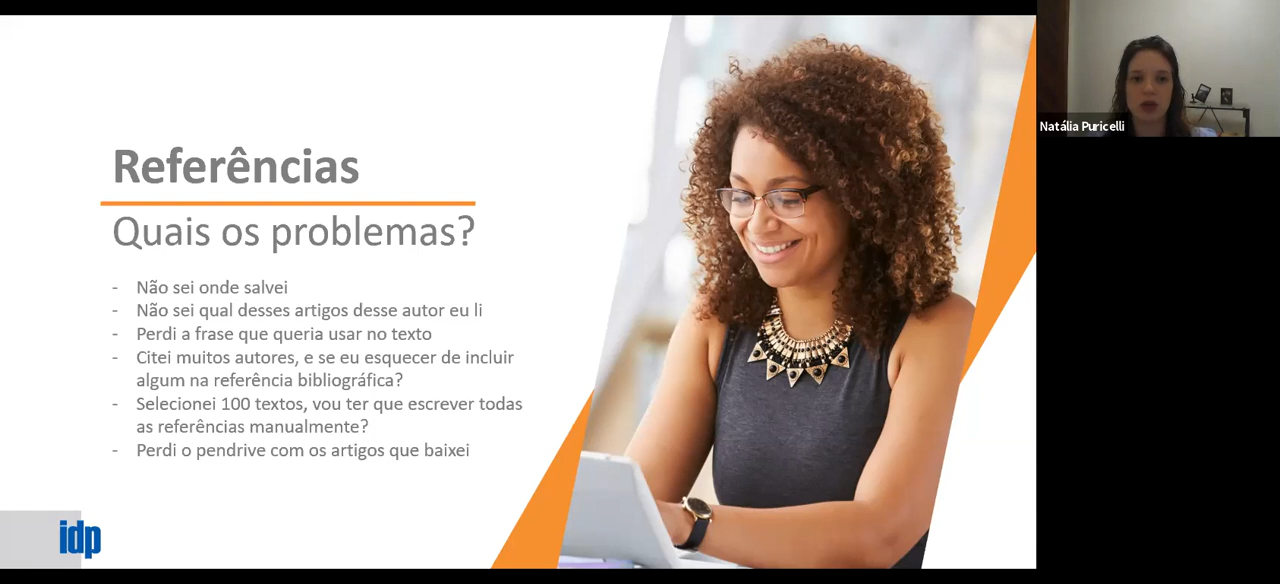 Referências
Quais os problemas?
- Não sei onde salvei
- Não sei qual desses artigos desse autor eu li
- Perdi a frase que queria usar no texto
- Citei muitos autores, e se eu esquecer de incluir
algum na referência bibliográfica?
- Selecionei 100 textos, vou ter que escrever todas
as referências manualmente?
- Perdi o pendrive com os artigos que baixei
idp
Natália Puricelli